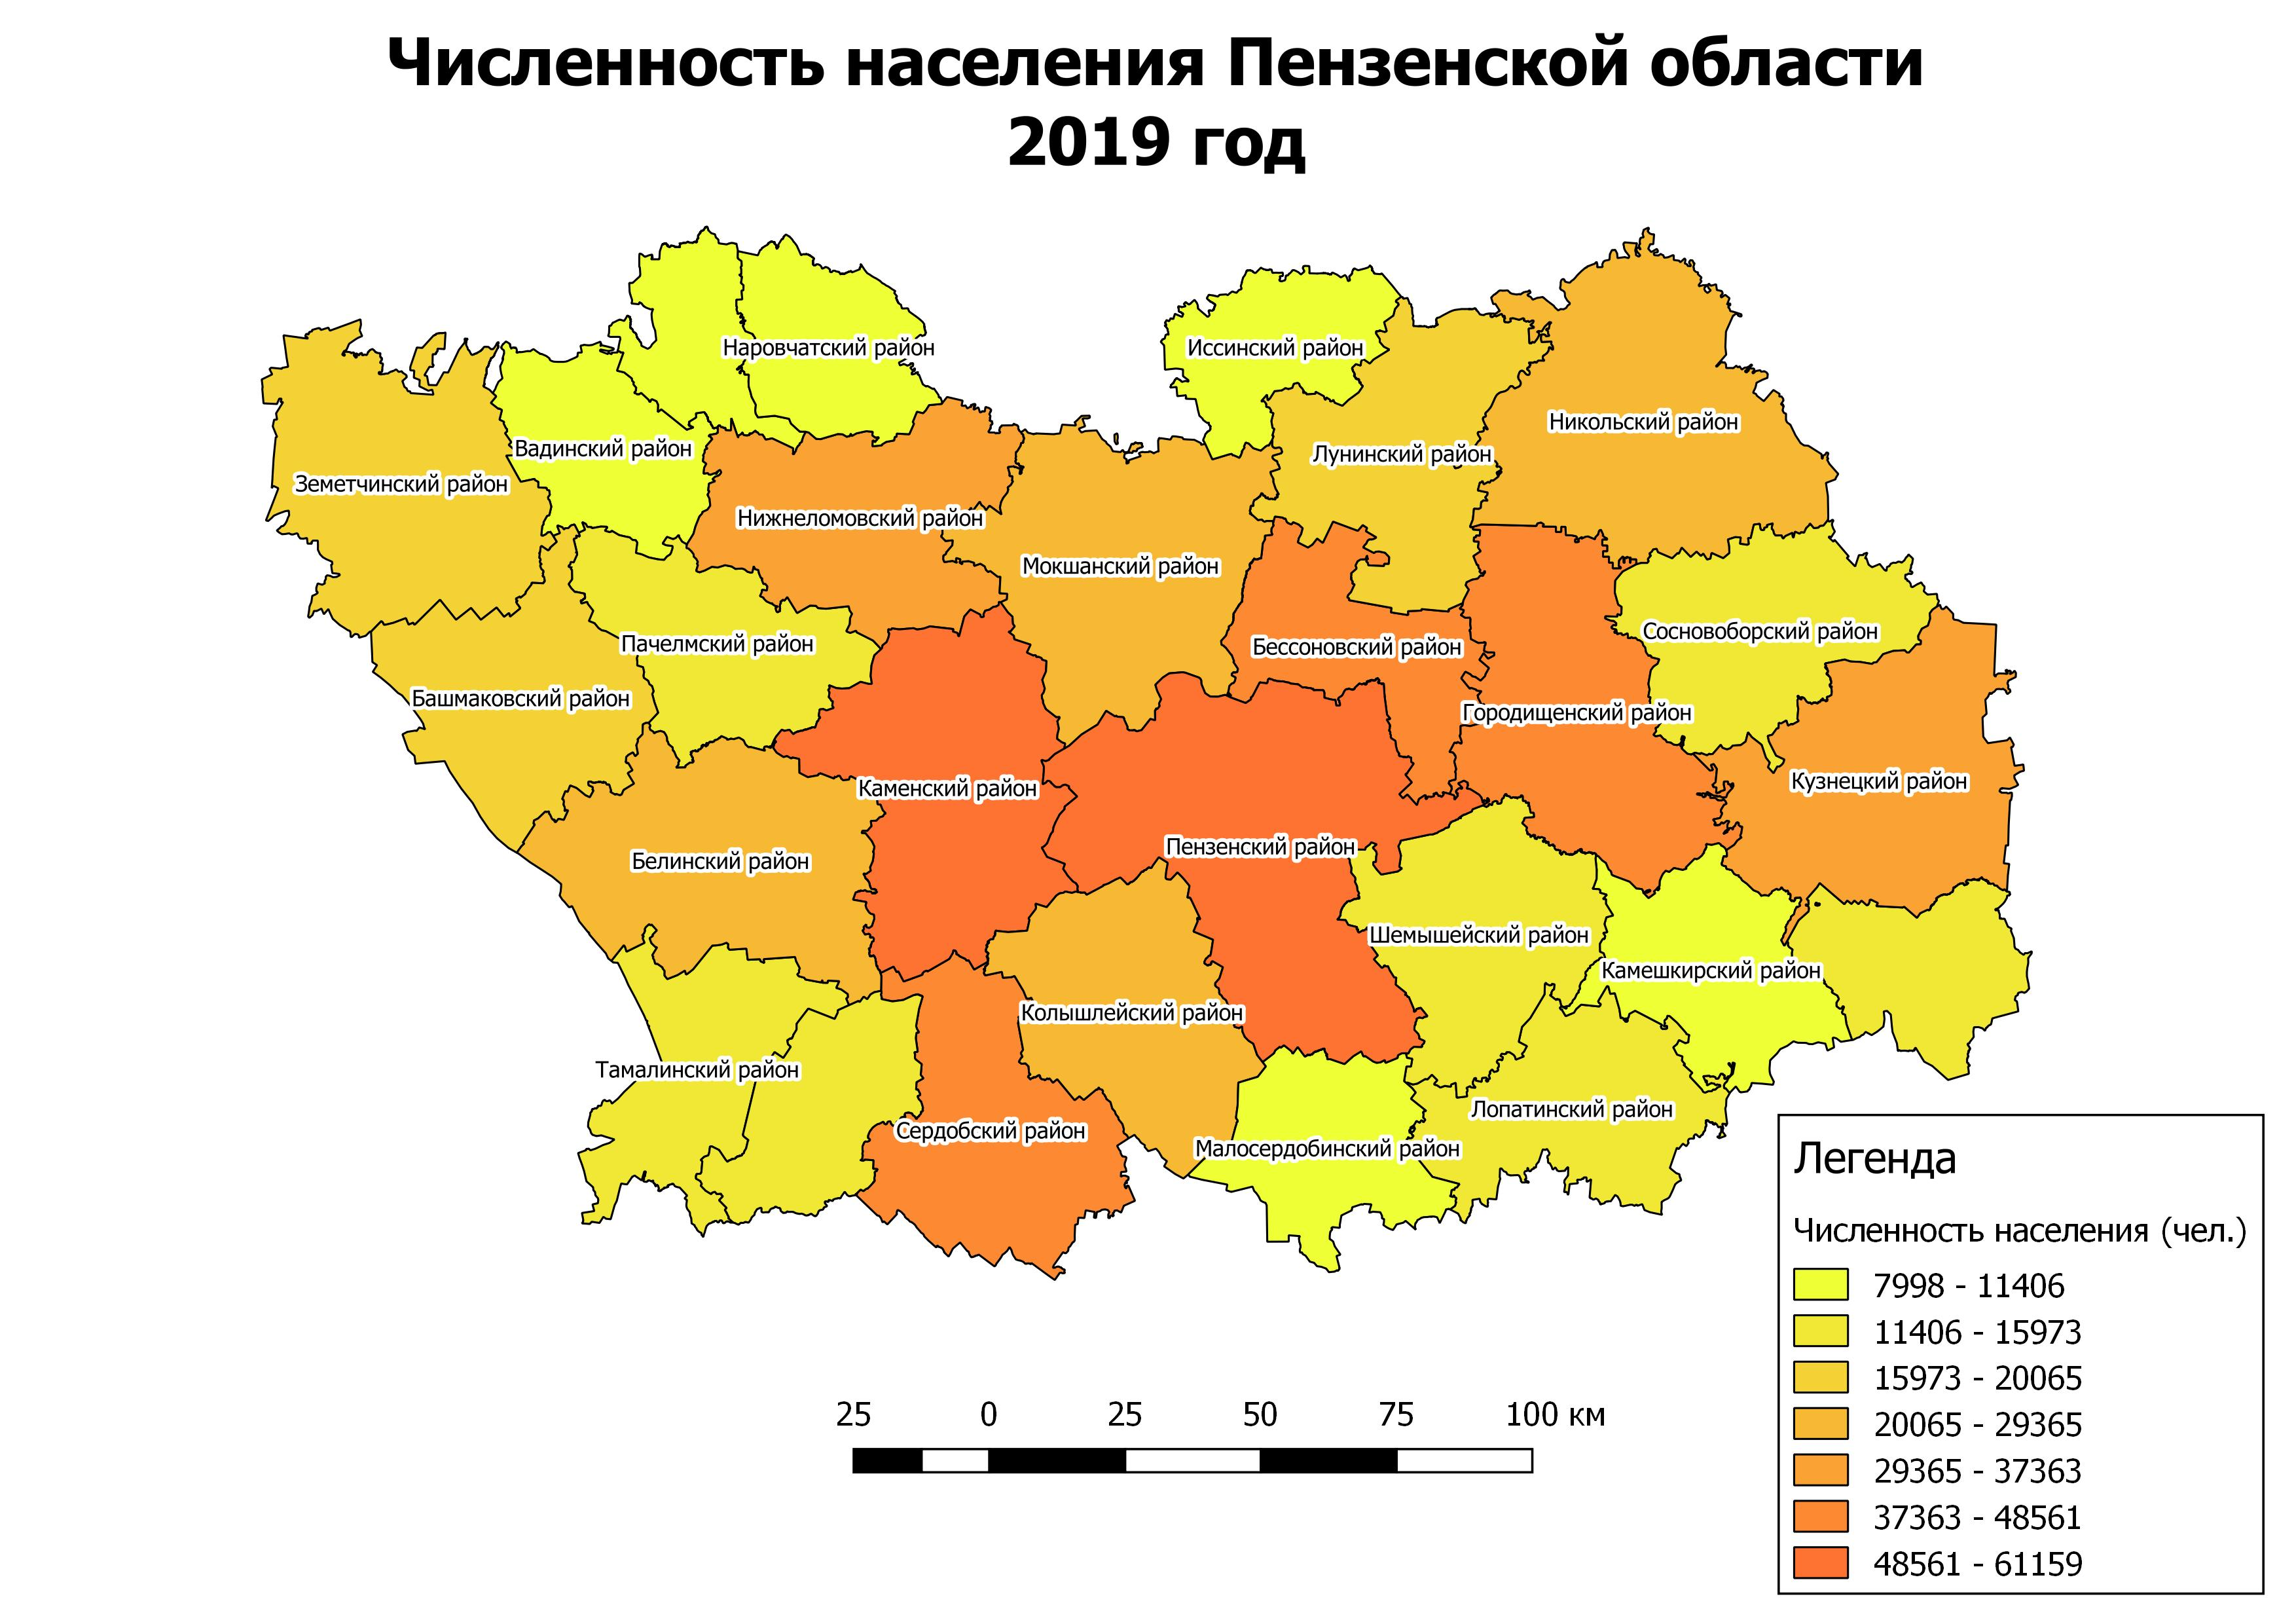 Численность населения Пензенской области
2019 год
Наровчатский район
Иссинский район
Никольский район
Вадинский район
Лунинский район
Земетчинский район
Нижнеломовский район
Мокшанский район
Сосновоборский район
Пачелмский район
Бессоновский район
Башмаковский район
Городищенский район
Кузнецкий район
Каменский район
Пензенский район
Белинский район
Шемышейский район
Камешкирский район
Колышлейский район
Тамалинский район
Лопатинский район
Сердобский район
Малосердобинский район
Легенда
Численность населения (чел.)
7998 - 11406
11406 - 15973
15973 - 20065
20065 - 29365
29365 - 37363
37363 - 48561
48561 - 61159
25 0 25 50 75 100 км